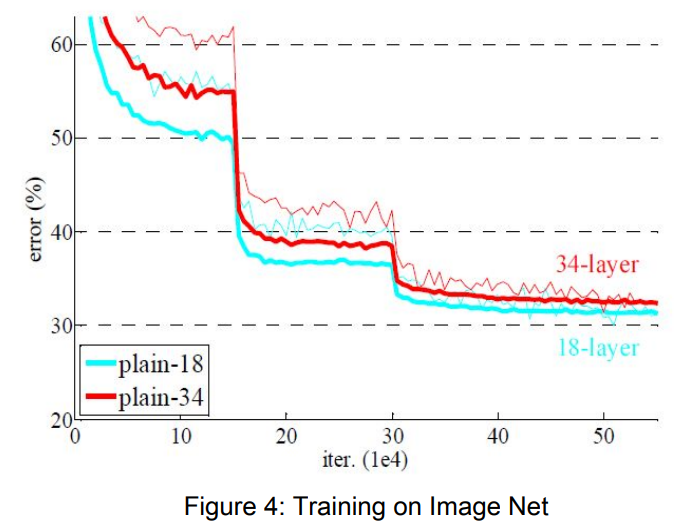 60
50
40
30
20
error (%)
34-layer
18-layer
plain-18
plain-34
0 10 20 30 40 50
iter. (1e4)
Figure 4: Training on Image Net